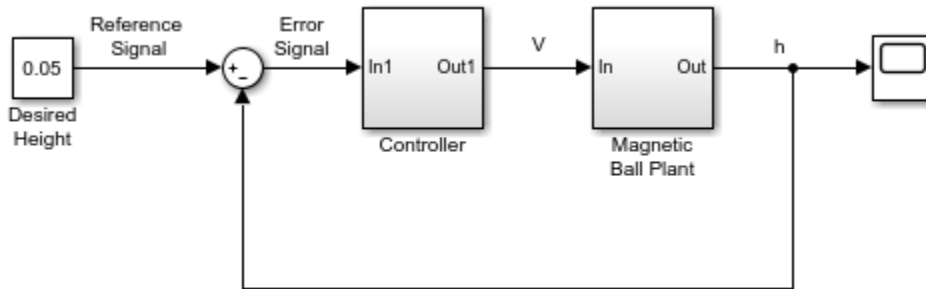 Reference
Signal
Error
Signal
V
h
0.05
+
−
In1
Out1
In
Out
Desired
Height
Controller
Magnetic
Ball Plant